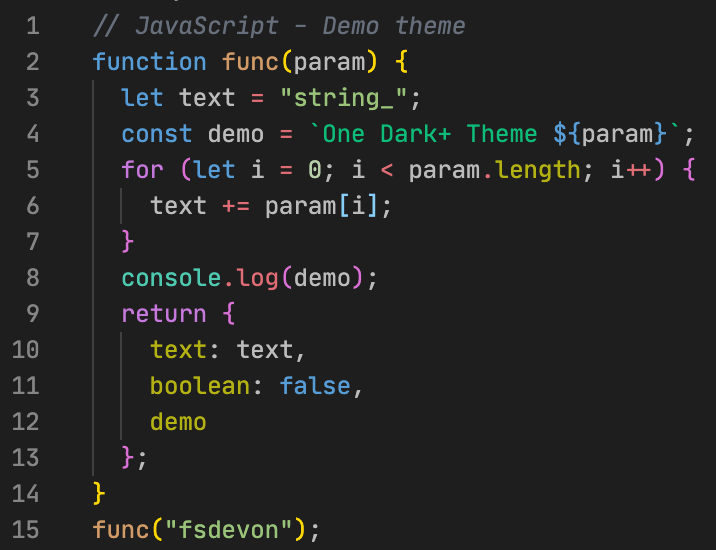 1 // JavaScript - Demo theme
2 function func(param) {
3   let text = "string_";
4   const demo = `One Dark+ Theme ${param}`;
5   for (let i = 0; i < param.length; i++) {
6     text += param[i];
7   }
8   console.log(demo);
9   return {
10     text: text,
11     boolean: false,
12     demo
13   };
14 }
15 func("fsdevon");